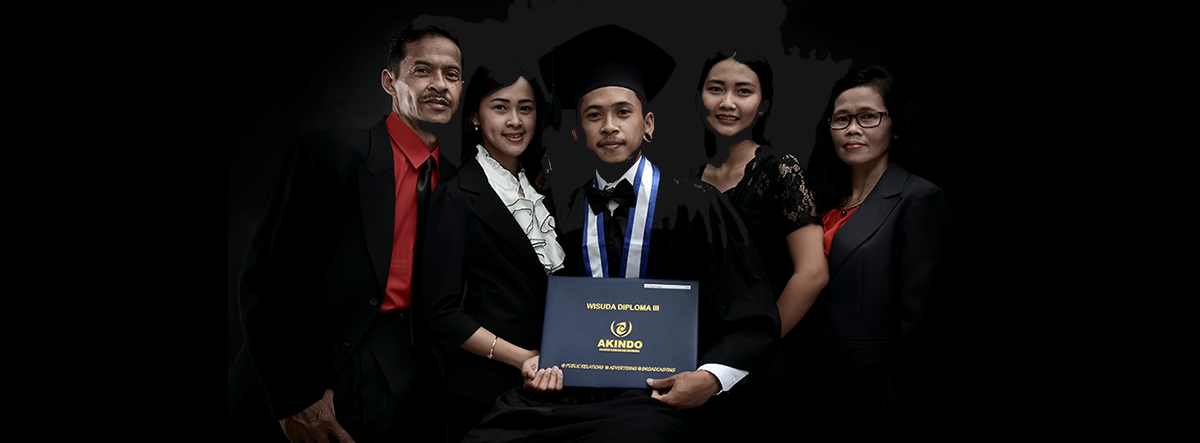 WISUDA DIPLOMA III
AKINDO
PUBLIC RELATIONS ADVERTISING BROADCASTING